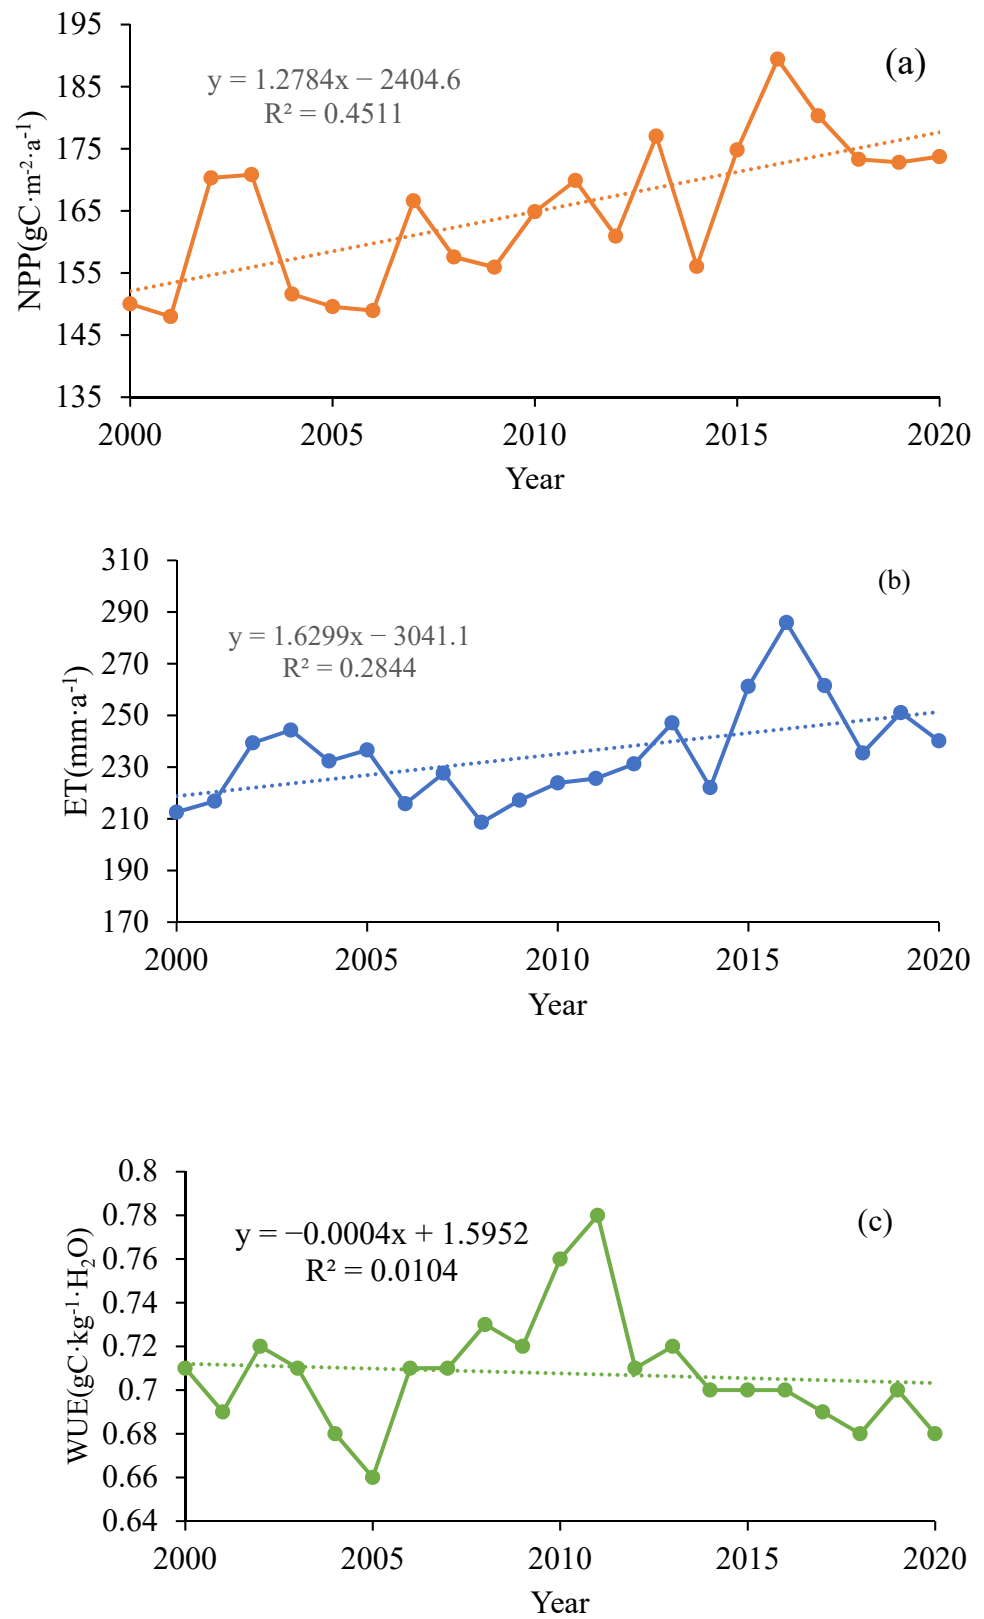 195
185
175
165
155
145
135
NPP(gC·m⁻²·a⁻¹)
y = 1.2784x − 2404.6
R² = 0.4511
(a)
2000 2005 2010 2015 2020
Year
310
290
270
250
230
210
190
170
ET(mm·a⁻¹)
y = 1.6299x − 3041.1
R² = 0.2844
(b)
2000 2005 2010 2015 2020
Year
0.8
0.78
0.76
0.74
0.72
0.7
0.68
0.66
0.64
WUE(gC·kg⁻¹·H₂O)
y = −0.0004x + 1.5952
R² = 0.0104
(c)
2000 2005 2010 2015 2020
Year